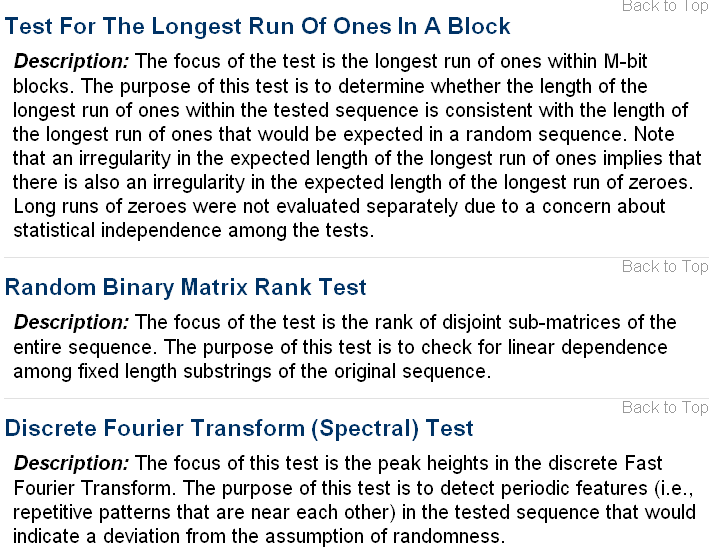 Back to Top
Test For The Longest Run Of Ones In A Block
Description: The focus of the test is the longest run of ones within M-bit
blocks. The purpose of this test is to determine whether the length of the
longest run of ones within the tested sequence is consistent with the length of
the longest run of ones that would be expected in a random sequence. Note
that an irregularity in the expected length of the longest run of ones implies that
there is also an irregularity in the expected length of the longest run of zeroes.
Long runs of zeroes were not evaluated separately due to a concern about
statistical independence among the tests.
Back to Top
Random Binary Matrix Rank Test
Description: The focus of the test is the rank of disjoint sub-matrices of the
entire sequence. The purpose of this test is to check for linear dependence
among fixed length substrings of the original sequence.
Back to Top
Discrete Fourier Transform (Spectral) Test
Description: The focus of this test is the peak heights in the discrete Fast
Fourier Transform. The purpose of this test is to detect periodic features (i.e.,
repetitive patterns that are near each other) in the tested sequence that would
indicate a deviation from the assumption of randomness.